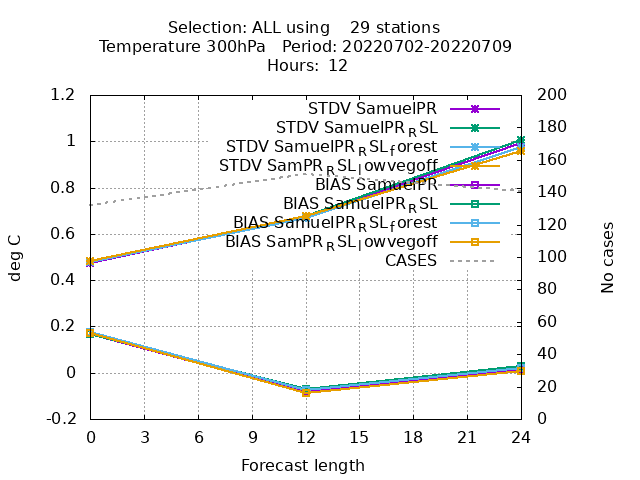 Selection: ALL using 29 stations
Temperature 300hPa Period: 20220702-20220709
Hours: 12
1.2
1
0.8
0.6
0.4
0.2
0
-0.2
deg C
STDV SamuelPR
STDV SamuelPR_RSL
STDV SamuelPR_RSL_forest
STDV SamPR_RSL_lowvegoff
BIAS SamuelPR
BIAS SamuelPR_RSL
BIAS SamuelPR_RSL_forest
BIAS SamPR_RSL_lowvegoff
CASES
200
180
160
140
120
100
80
60
40
20
0
No cases
0 3 6 9 12 15 18 21 24
Forecast length